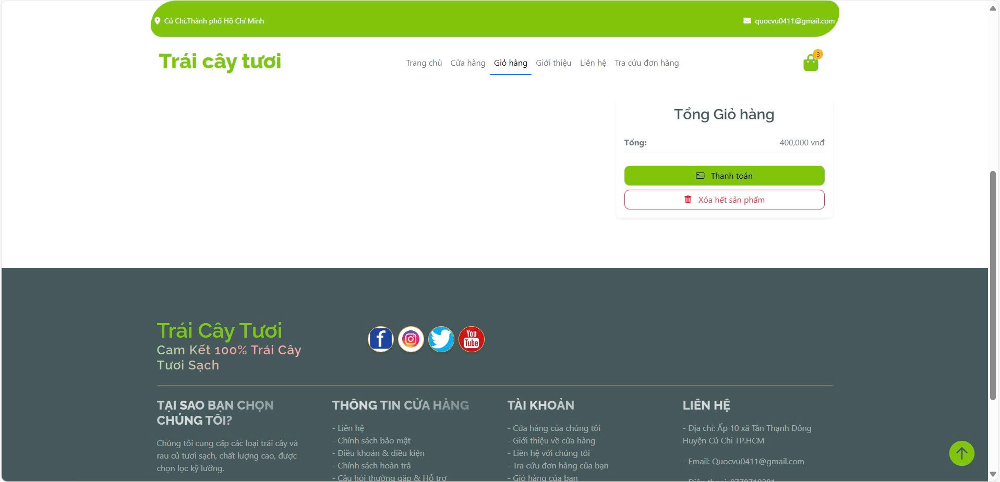 Củ Chi,Thành phố Hồ Chí Minh
quocvu0411@gmail.com
Trái cây tươi
Trang chủ
Cửa hàng
Giỏ hàng
Giới thiệu
Liên hệ
Tra cứu đơn hàng
3
Tổng Giỏ hàng
Tổng:
400,000 vnđ
Thanh toán
Xóa hết sản phẩm
Trái Cây Tươi
Cam Kết 100% Trái Cây
Tươi Sạch
You
Tube
TẠI SAO BẠN CHỌN
CHÚNG TÔI?
Chúng tôi cung cấp các loại trái cây và
rau củ tươi sạch, chất lượng cao, được
chọn lọc kỹ lưỡng.
THÔNG TIN CỬA HÀNG
- Liên hệ
- Chính sách bảo mật
- Điều khoản & điều kiện
- Chính sách hoàn trả
- Câu hỏi thường gặp & Hỗ trợ
TÀI KHOẢN
- Cửa hàng của chúng tôi
- Giới thiệu về cửa hàng
- Liên hệ với chúng tôi
- Tra cứu đơn hàng của bạn
- Giỏ hàng của bạn
LIÊN HỆ
- Địa chỉ: Ấp 10 xã Tân Thạnh Đông
Huyện Củ Chi TP.HCM
- Email: Quocvu0411@gmail.com
- Điện thoại: